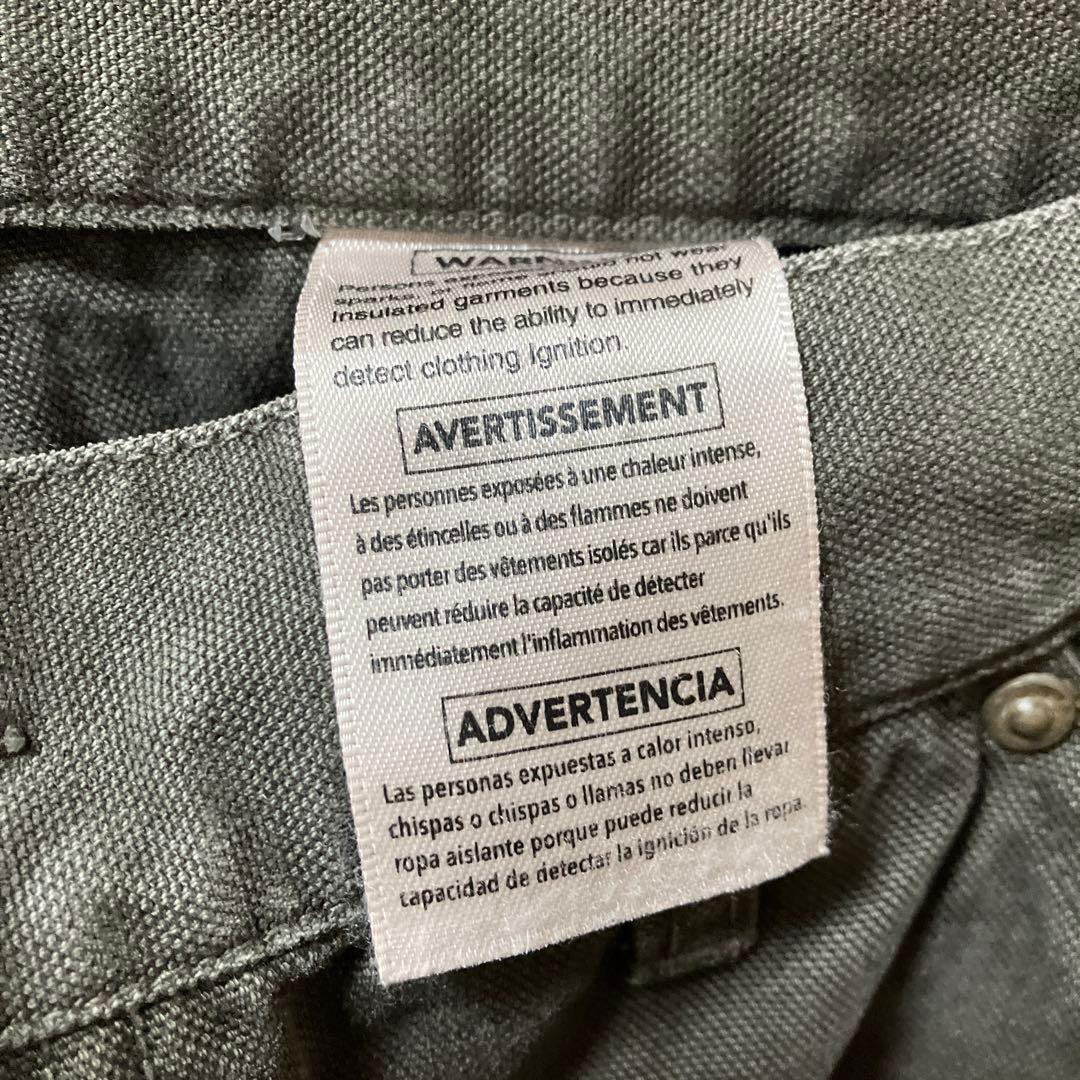 WAR
Persons not wear
Insulated garments because they
can reduce the ability to immediately
detect clothing Ignition.
AVERTISSEMENT
Les personnes exposées à une chaleur intense,
à des étincelles ou à des flammes ne doivent
pas porter des vêtements isolés car ils parce qu'ils
peuvent réduire la capacité de détecter
immédiatement l'inflammation des vêtements.
ADVERTENCIA
Las personas expuestas a calor intenso,
chispas o chispas o llamas no deben llevar
ropa aislante porque puede reducir la
capacidad de detectar la ignición de la ropa.